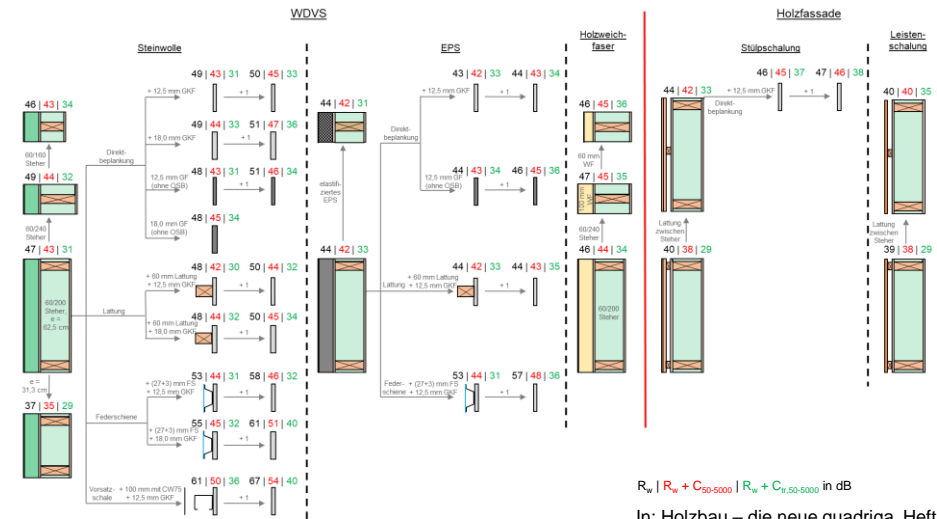 WDVS
Holzfassade
Steinwolle
EPS
Holzweich-
faser
Stülpschalung
Leisten-
schalung
49 | 43 | 31
50 | 45 | 33
+ 12,5 mm GKF
+ 1
46 | 43 | 34
60/160
Steher
49 | 44 | 33
51 | 47 | 36
+ 18,0 mm GKF
+ 1
Direkt-
beplankung
49 | 44 | 32
48 | 43 | 31
51 | 46 | 34
12,5 mm GF
(ohne OSB)
+ 1
60/240
Steher
48 | 45 | 34
18,0 mm GF
(ohne OSB)
47 | 43 | 31
60/200
Steher,
e =
62,5 cm
48 | 42 | 30
50 | 44 | 32
+ 60 mm Lattung
+ 12,5 mm GKF
+ 1
Lattung
48 | 44 | 32
50 | 45 | 34
+ 60 mm Lattung
+ 18,0 mm GKF
+ 1
e =
31,3 cm
37 | 35 | 29
53 | 44 | 31
58 | 46 | 32
+ (27+3) mm FS
+ 12,5 mm GKF
+ 1
Federschiene
55 | 45 | 32
61 | 51 | 40
+ (27+3) mm FS
+ 18,0 mm GKF
+ 1
61 | 50 | 36
67 | 54 | 40
Vorsatz-
schale
+ 100 mm mit CW75
+ 12,5 mm GKF
+ 1
43 | 42 | 33
44 | 43 | 34
+ 12,5 mm GKF
+ 1
44 | 42 | 31
Direkt-
beplankung
elastifi-
ziertes
EPS
44 | 43 | 34
46 | 45 | 36
12,5 mm GF
(ohne OSB)
+ 1
44 | 42 | 33
44 | 42 | 33
44 | 43 | 35
Lattung
+ 60 mm Lattung
+ 12,5 mm GKF
+ 1
53 | 44 | 31
57 | 48 | 36
Feder-
schiene
+ (27+3) mm FS
+ 12,5 mm GKF
+ 1
46 | 45 | 36
60 mm
WF
47 | 45 | 35
100 mm
WF
60/240
Steher
46 | 44 | 34
60/200
Steher
46 | 45 | 37
47 | 46 | 38
44 | 42 | 33
+ 12,5 mm GKF
+ 1
Direkt-
beplankung
Lattung
zwischen
Steher
40 | 38 | 29
40 | 40 | 35
Lattung
zwischen
Steher
39 | 38 | 29
Rw | Rw + C50-5000 | Rw + Ctr,50-5000 in dB
In: Holzbau – die neue quadriga, Heft